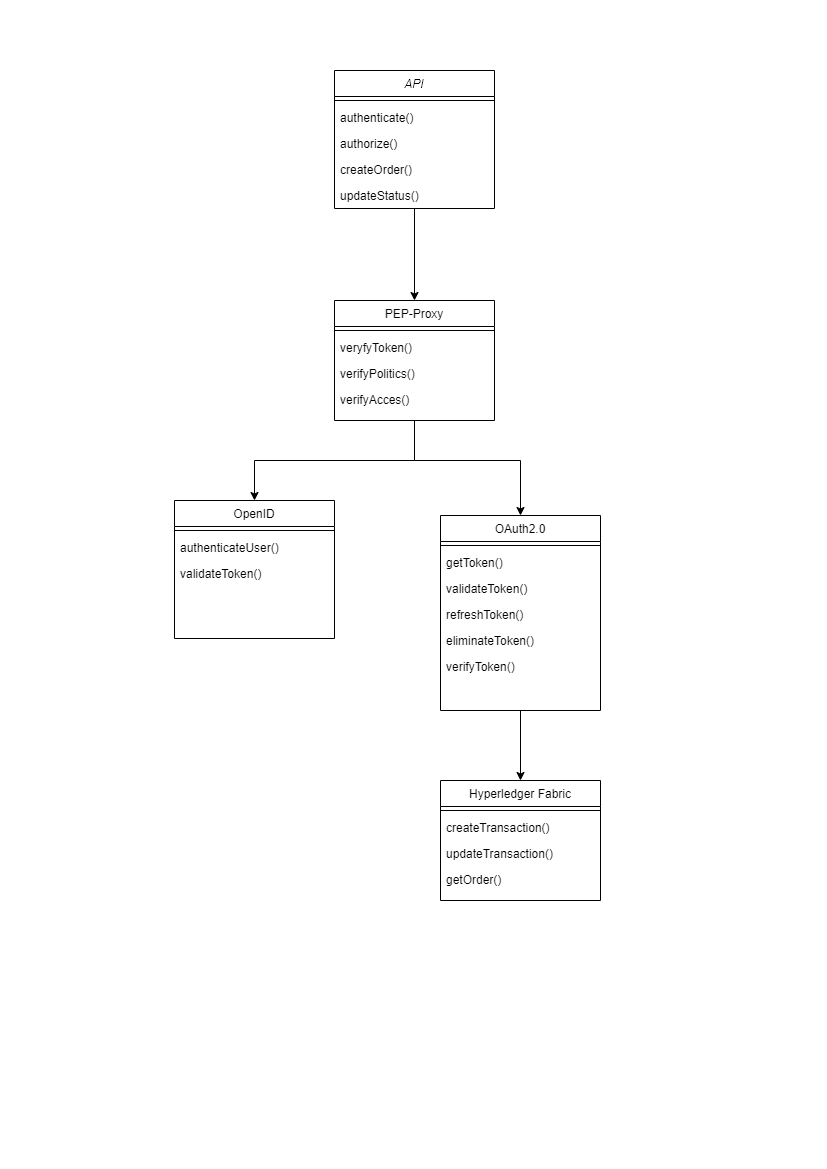 API
authenticate()
authorize()
createOrder()
updateStatus()
PEP-Proxy
veryfyToken()
verifyPolitics()
verifyAcces()
OpenID
authenticateUser()
validateToken()
OAuth2.0
getToken()
validateToken()
refreshToken()
eliminateToken()
verifyToken()
Hyperledger Fabric
createTransaction()
updateTransaction()
getOrder()